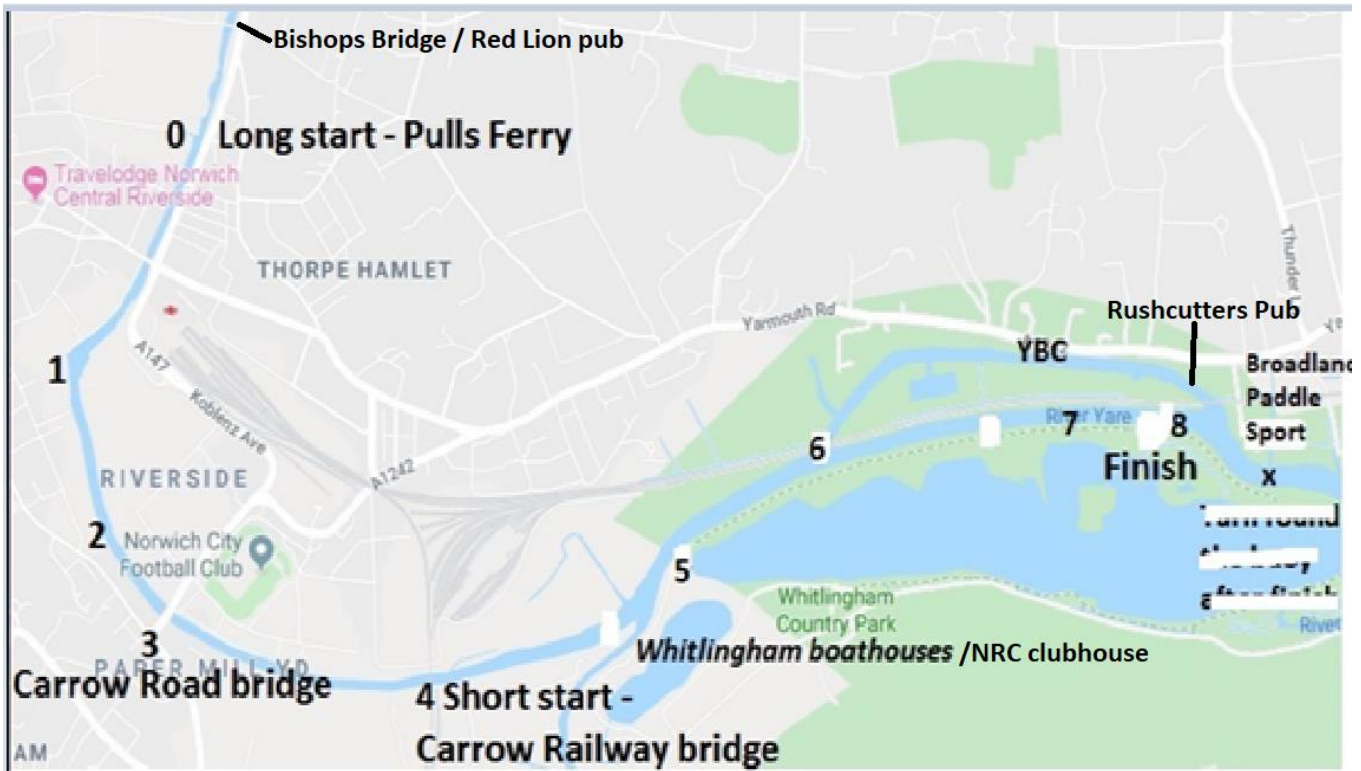 Bishops Bridge / Red Lion pub
0 Long start - Pulls Ferry
Travelodge Norwich
Central Riverside
THORPE HAMLET
Thunder L
Yarmouth Rd
Rushcutters Pub
YBC
1
A147
Koblenz Ave
Broadland
Paddle
Sport
x
River Yare
7
8
6
Finish
A1242
RIVERSIDE
2
Norwich City
Football Club
5
Whitlingham
Country Park
River
3
PAPER MILL YD
Whitlingham boathouses /NRC clubhouse
Carrow Road bridge
4 Short start -
Carrow Railway bridge
AM